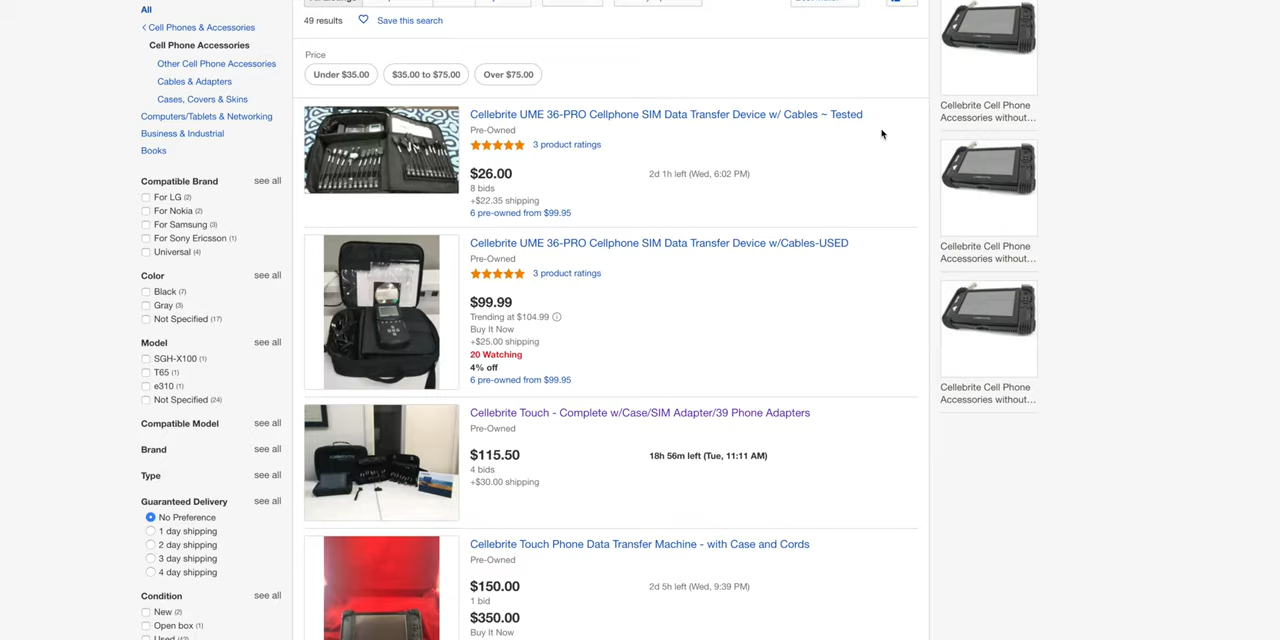 All
Cell Phones & Accessories
Cell Phone Accessories
Other Cell Phone Accessories
Cables & Adapters
Cases, Covers & Skins
Computers/Tablets & Networking
Business & Industrial
Books
Compatible Brand see all
For LG (2)
For Nokia (2)
For Samsung (3)
For Sony Ericsson (1)
Universal (4)
Color see all
Black (7)
Gray (3)
Not Specified (17)
Model see all
SGH-X100 (1)
T65 (1)
e310 (1)
Not Specified (24)
Compatible Model see all
Brand see all
Type see all
Guaranteed Delivery see all
No Preference
1 day shipping
2 day shipping
3 day shipping
4 day shipping
Condition see all
New (2)
Open box (1)
Used (42)
49 results Save this search
Price
Under $35.00 $35.00 to $75.00 Over $75.00
Cellebrite UME 36-PRO Cellphone SIM Data Transfer Device w/ Cables ~ Tested
Pre-Owned
3 product ratings
$26.00 2d 1h left (Wed, 6:02 PM)
8 bids
+$22.35 shipping
6 pre-owned from $99.95
Cellebrite UME 36-PRO Cellphone SIM Data Transfer Device w/Cables-USED
Pre-Owned
3 product ratings
$99.99
Trending at $104.99
Buy It Now
+$25.00 shipping
20 Watching
4% off
6 pre-owned from $99.95
Cellebrite Touch - Complete w/Case/SIM Adapter/39 Phone Adapters
Pre-Owned
$115.50 18h 56m left (Tue, 11:11 AM)
4 bids
+$30.00 shipping
Cellebrite Touch Phone Data Transfer Machine - with Case and Cords
Pre-Owned
$150.00 2d 5h left (Wed, 9:39 PM)
1 bid
$350.00
Buy It Now
Cellebrite Cell Phone
Accessories without...
Cellebrite Cell Phone
Accessories without...
Cellebrite Cell Phone
Accessories without...